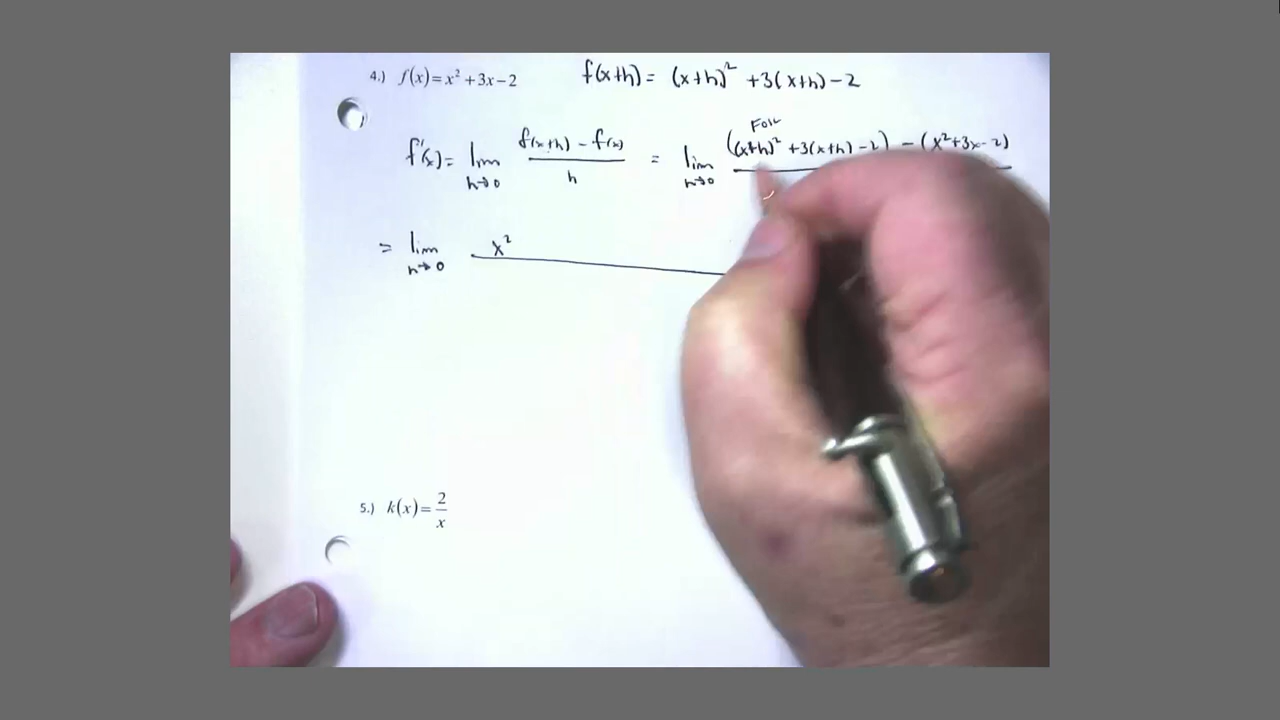 4.) f(x)=x²+3x−2 f(x+h)= (x+h)² +3(x+h)−2
f'(x)= lim h→0 f(x+h) − f(x) / h = lim h→0 ((x+h)² +3(x+h) −2) − (x²+3x−2)
FOIL
= lim h→0 x²
5.) k(x)= 2/x